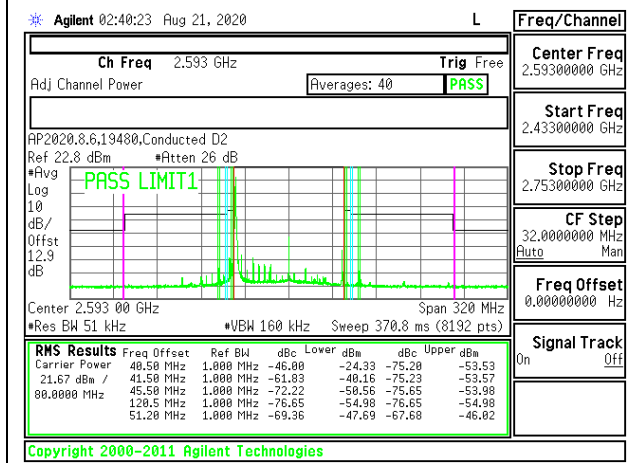 Agilent 02:40:23 Aug 21, 2020 L Freq/Channel
Ch Freq 2.593 GHz Trig Free
Adj Channel Power Averages: 40 PASS
AP2020.8.6,19480,Conducted D2
Ref 22.8 dBm #Atten 26 dB
#Avg
Log
10
dB/
Offst
12.9
dB
PASS LIMIT1
Center 2.593 00 GHz Span 320 MHz
#Res BW 51 kHz #VBW 160 kHz Sweep 370.8 ms (8192 pts)
RMS Results Freq Offset Ref BW dBc Lower dBm dBc Upper dBm
Carrier Power 40.50 MHz 1.000 MHz -46.00 -24.33 -75.20 -53.53
21.67 dBm / 41.50 MHz 1.000 MHz -61.83 -40.16 -75.23 -53.57
80.0000 MHz 45.50 MHz 1.000 MHz -72.22 -50.56 -75.65 -53.98
120.5 MHz 1.000 MHz -76.65 -54.98 -76.65 -54.98
51.20 MHz 1.000 MHz -69.36 -47.69 -67.68 -46.02
Center Freq
2.59300000 GHz
Start Freq
2.43300000 GHz
Stop Freq
2.75300000 GHz
CF Step
32.0000000 MHz
Auto Man
Freq Offset
0.00000000 Hz
Signal Track
On Off
Copyright 2000-2011 Agilent Technologies